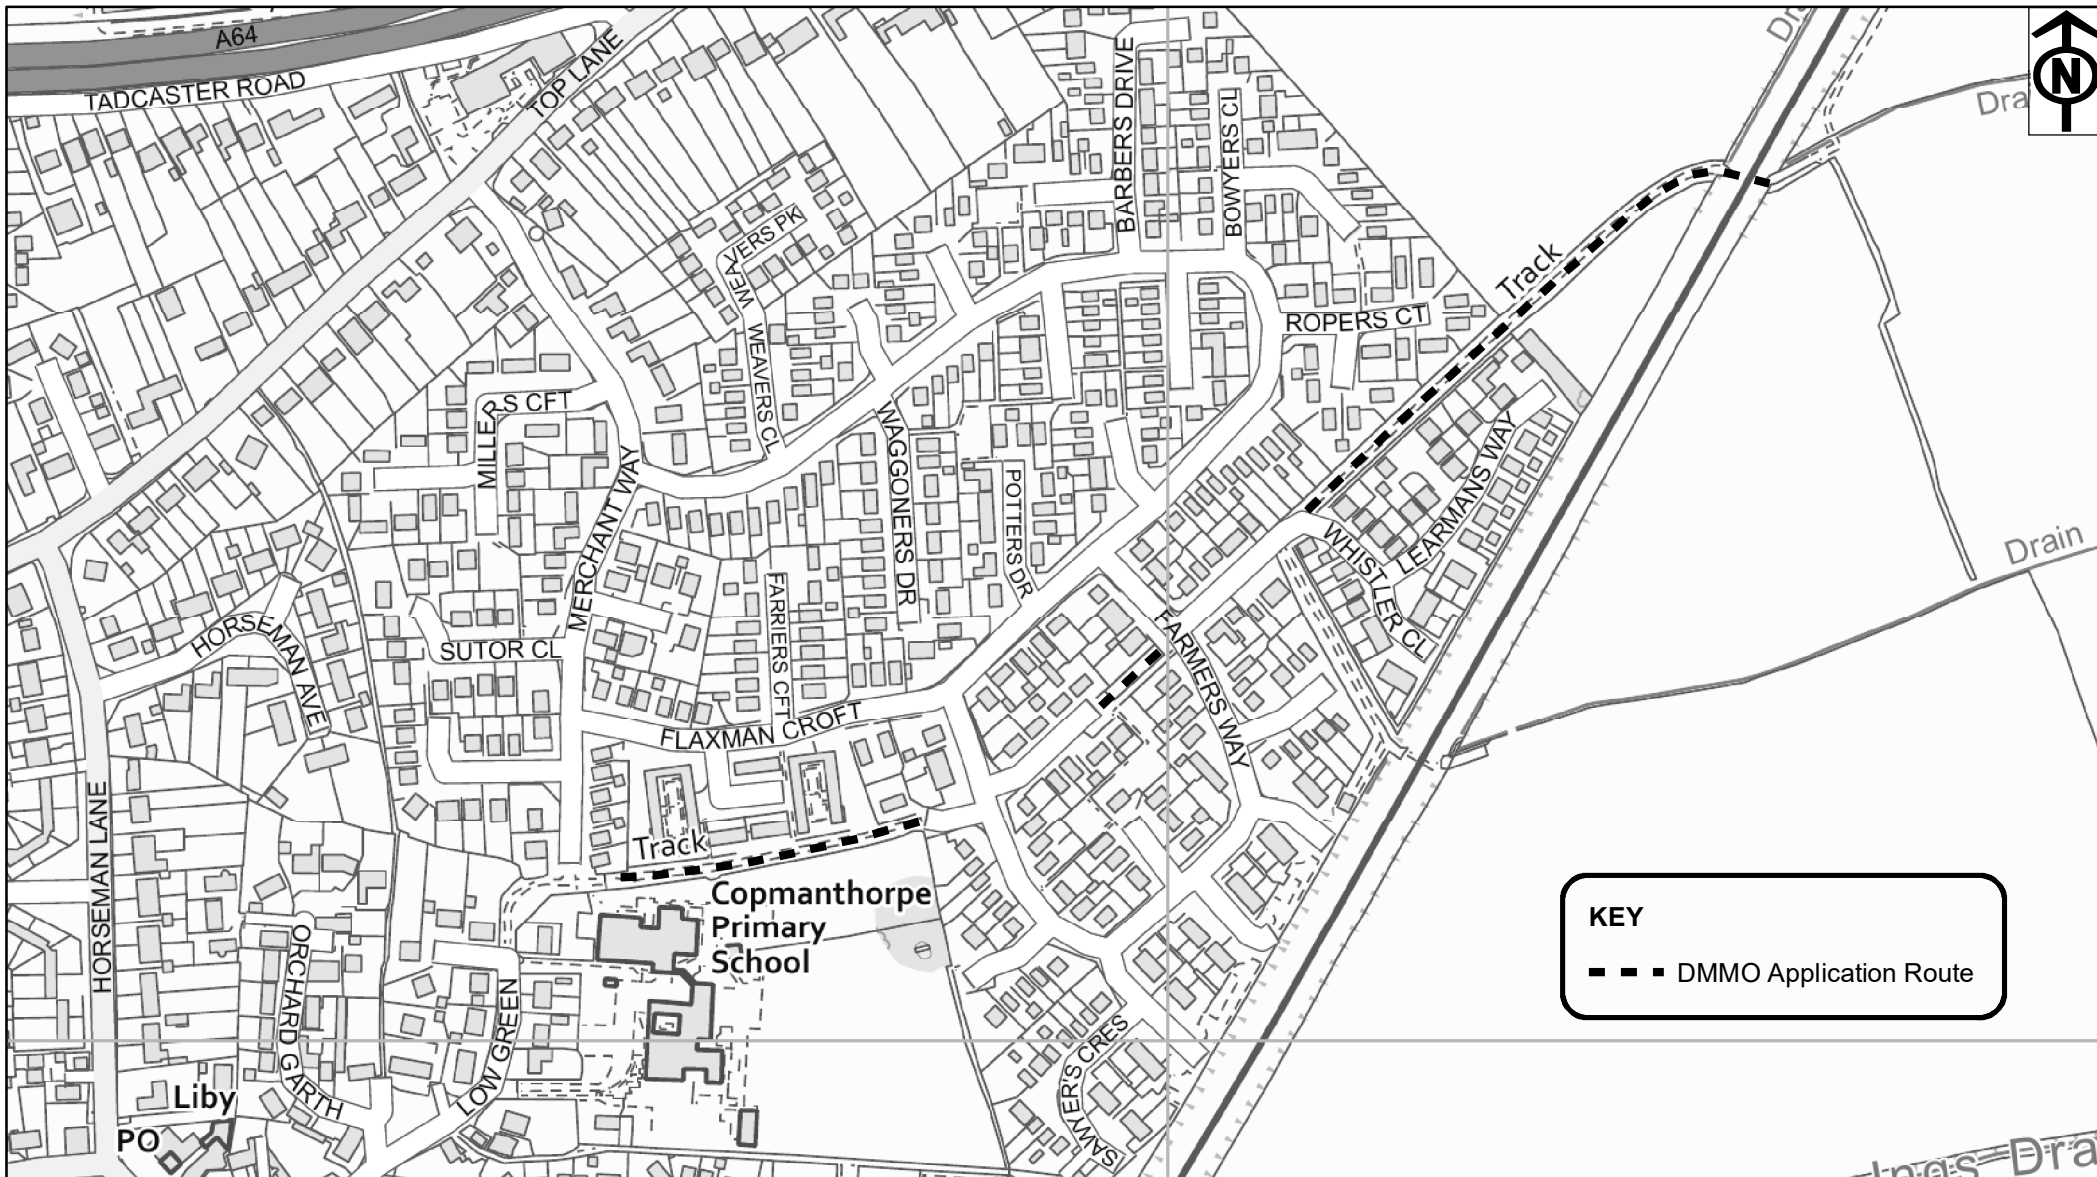 A64
TADCASTER ROAD
TOP LANE
BARBERS DRIVE
BOWYERS CL
Drain
N
WEAVERS PK
WEAVERS CL
Track
ROPERS CT
MILLERS CFT
MERCHANT WAY
WAGGONERS DR
POTTERS DR
LEARMANS WAY
WHISTLER CL
Drain
HORSEMAN AVE
SUTOR CL
FARRIERS CFT
FARMERS WAY
FLAXMAN CROFT
HORSEMAN LANE
Track
Copmanthorpe
Primary
School
KEY
DMMO Application Route
ORCHARD GARTH
LOW GREEN
SAWYER'S CRES
Liby
PO
Ings Dra